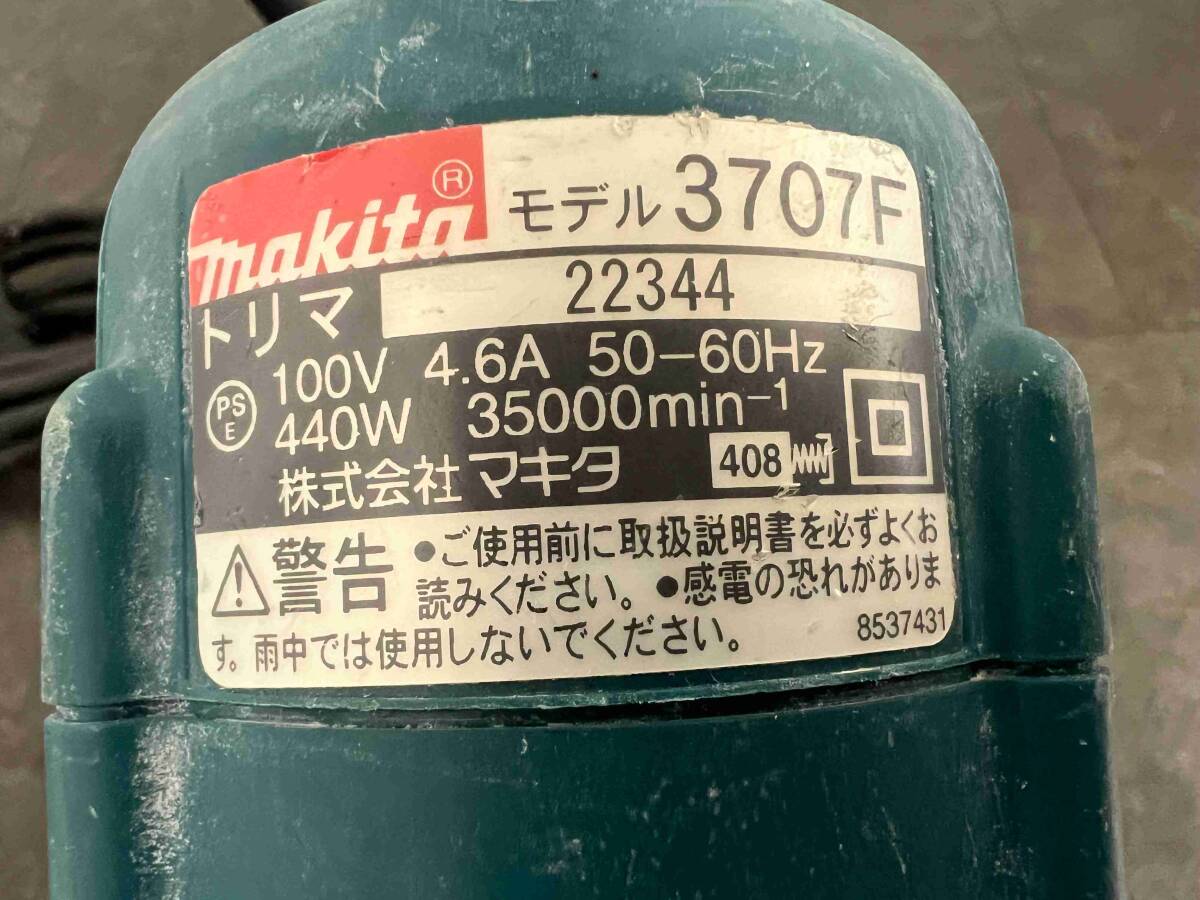 makita®
モデル 3707F
トリマ 22344
100V 4.6A 50-60Hz
PS
E
440W 35000min-1
株式会社 マキタ 408
警告 ●ご使用前に取扱説明書を必ずよくお
読みください。●感電の恐れがありま
す。雨中では使用しないでください。
8537431